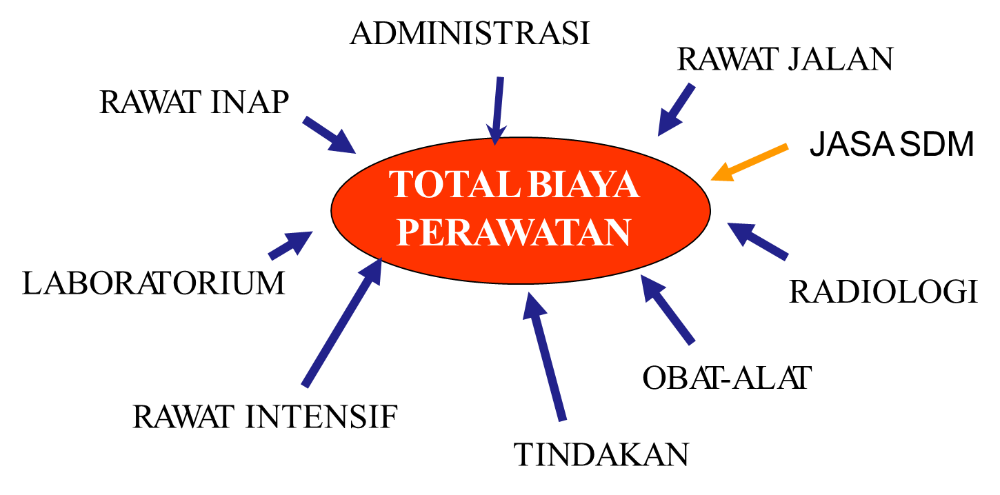 ADMINISTRASI
RAWAT JALAN
RAWAT INAP
JASA SDM
TOTAL BIAYA
PERAWATAN
LABORATORIUM
RADIOLOGI
OBAT-ALAT
RAWAT INTENSIF
TINDAKAN